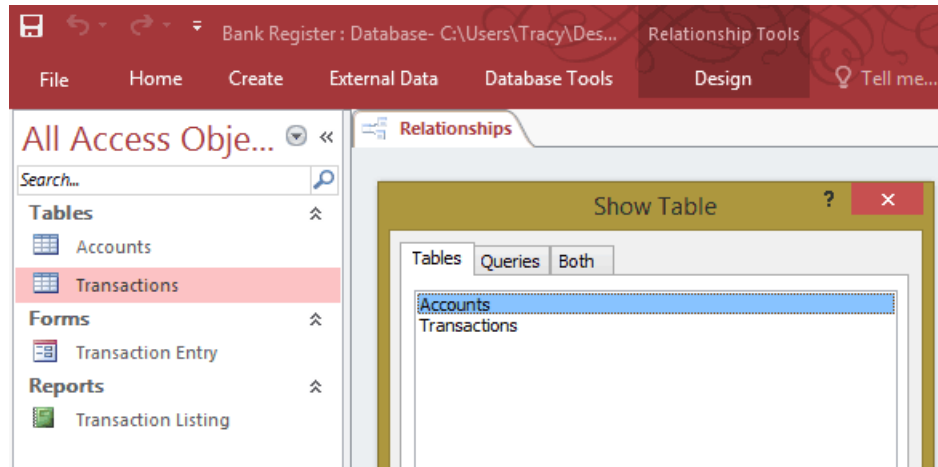 Bank Register : Database- C:\Users\Tracy\Des...
Relationship Tools
File Home Create External Data Database Tools Design Tell me...
All Access Obje...
Search...
Tables
Accounts
Transactions
Forms
Transaction Entry
Reports
Transaction Listing
Relationships
Show Table
Tables Queries Both
Accounts
Transactions